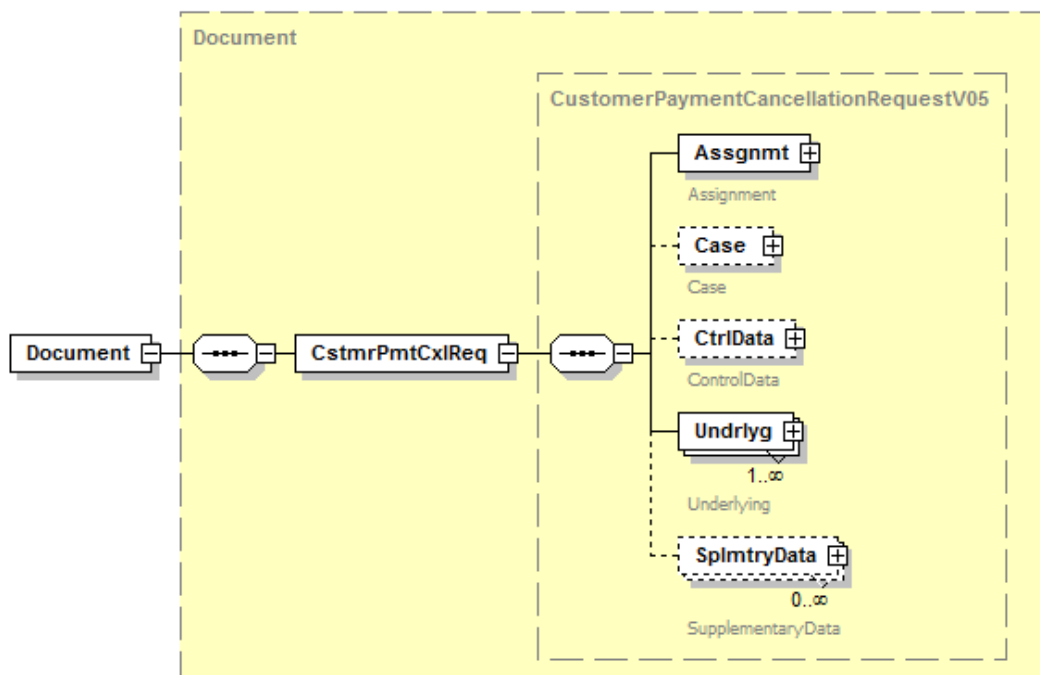 Document
CustomerPaymentCancellationRequestV05
Assgnmt
Assignment
Case
Case
Document
CstmrPmtCxlReq
CtrlData
ControlData
Undrlyg
1..∞
Underlying
SplmtryData
0..∞
SupplementaryData